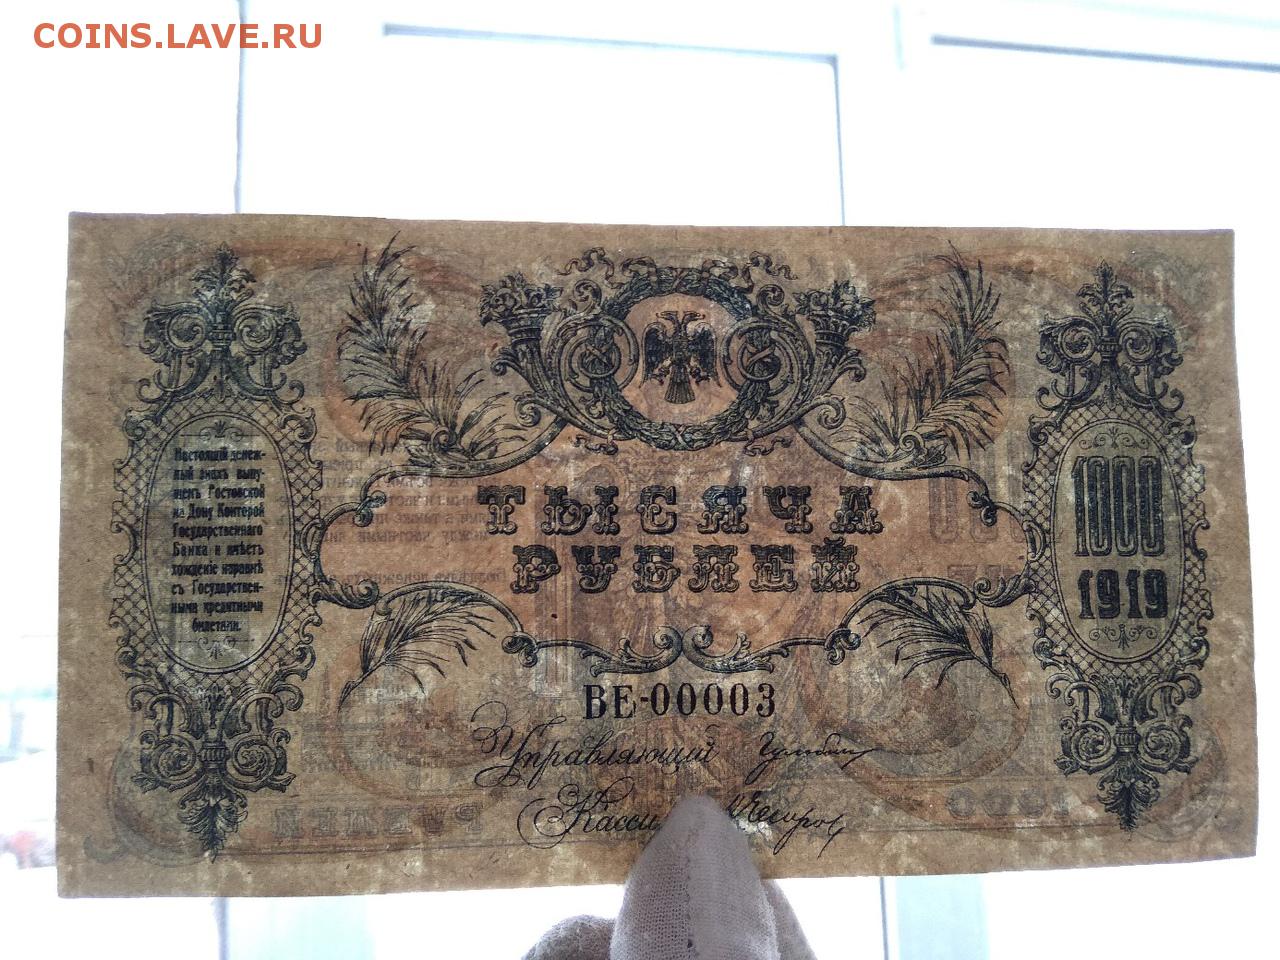 COINS.LAVE.RU
Настоящій денеж-
ный знакъ выпу-
щенъ Ростовской
на Дону Конторой
Государственнаго
Банка и имѣетъ
хожденіе наравнѣ
съ Государствен-
ными кредитными
билетами.
ТЫСЯЧА
РУБЛЕЙ
1000
1919
ВЕ-00003
Управляющій